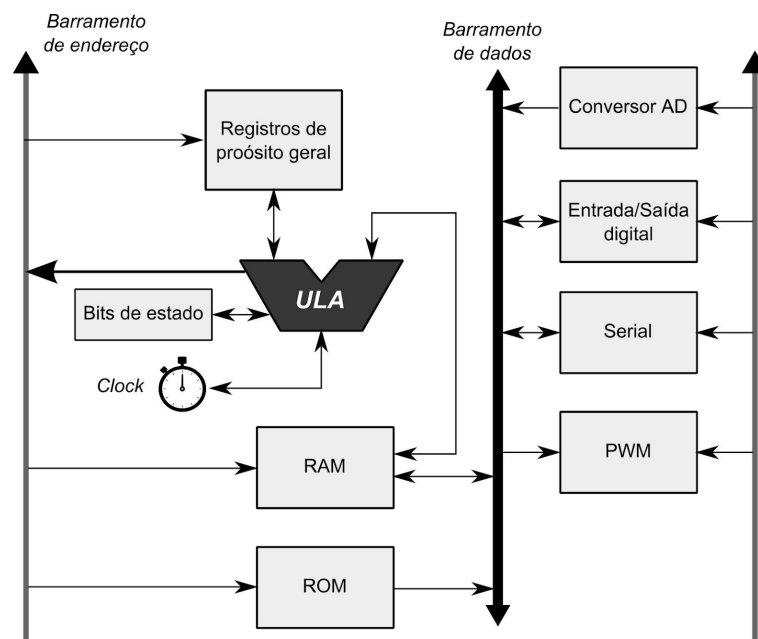 Barramento
de endereço
Barramento
de dados
Registros de
proósito geral
Conversor AD
Entrada/Saída
digital
ULA
Bits de estado
Serial
Clock
RAM
PWM
ROM